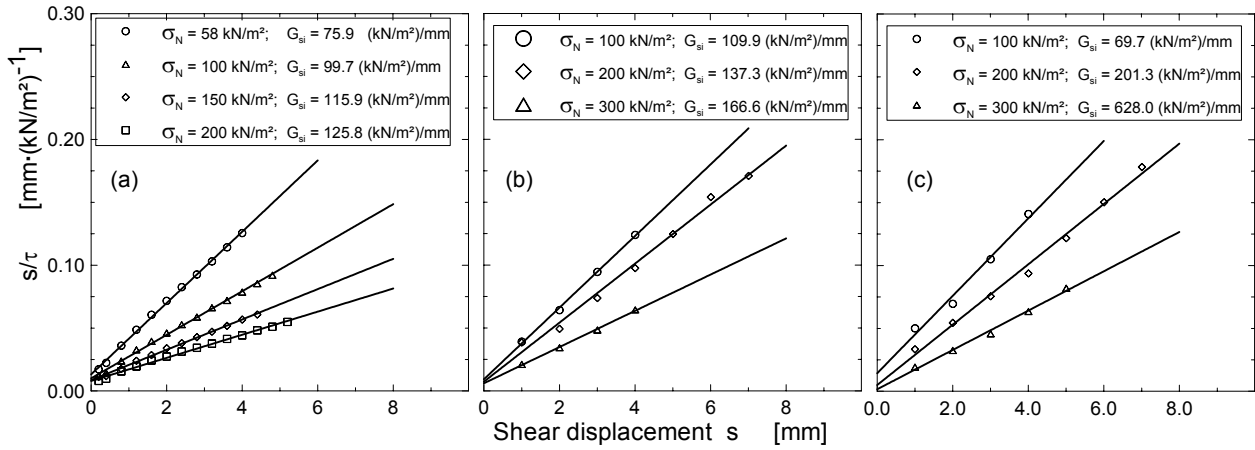 0.30
0.20
0.10
0.00
s/τ [mm·(kN/m²)⁻¹]
σN = 58 kN/m²; Gsi = 75.9 (kN/m²)/mm
σN = 100 kN/m²; Gsi = 99.7 (kN/m²)/mm
σN = 150 kN/m²; Gsi = 115.9 (kN/m²)/mm
σN = 200 kN/m²; Gsi = 125.8 (kN/m²)/mm
(a)
0 2 4 6 8
σN = 100 kN/m²; Gsi = 109.9 (kN/m²)/mm
σN = 200 kN/m²; Gsi = 137.3 (kN/m²)/mm
σN = 300 kN/m²; Gsi = 166.6 (kN/m²)/mm
(b)
0 2 4 6 8
σN = 100 kN/m²; Gsi = 69.7 (kN/m²)/mm
σN = 200 kN/m²; Gsi = 201.3 (kN/m²)/mm
σN = 300 kN/m²; Gsi = 628.0 (kN/m²)/mm
(c)
0.0 2.0 4.0 6.0 8.0
Shear displacement s [mm]